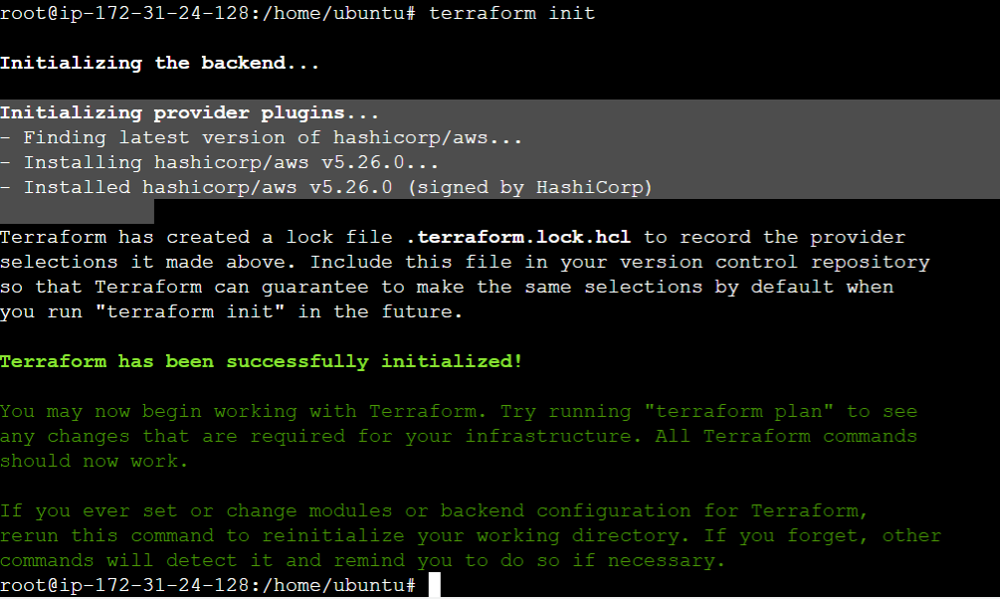 root@ip-172-31-24-128:/home/ubuntu# terraform init
Initializing the backend...
Initializing provider plugins...
- Finding latest version of hashicorp/aws...
- Installing hashicorp/aws v5.26.0...
- Installed hashicorp/aws v5.26.0 (signed by HashiCorp)
Terraform has created a lock file .terraform.lock.hcl to record the provider
selections it made above. Include this file in your version control repository
so that Terraform can guarantee to make the same selections by default when
you run "terraform init" in the future.
Terraform has been successfully initialized!
You may now begin working with Terraform. Try running "terraform plan" to see
any changes that are required for your infrastructure. All Terraform commands
should now work.
If you ever set or change modules or backend configuration for Terraform,
rerun this command to reinitialize your working directory. If you forget, other
commands will detect it and remind you to do so if necessary.
root@ip-172-31-24-128:/home/ubuntu#